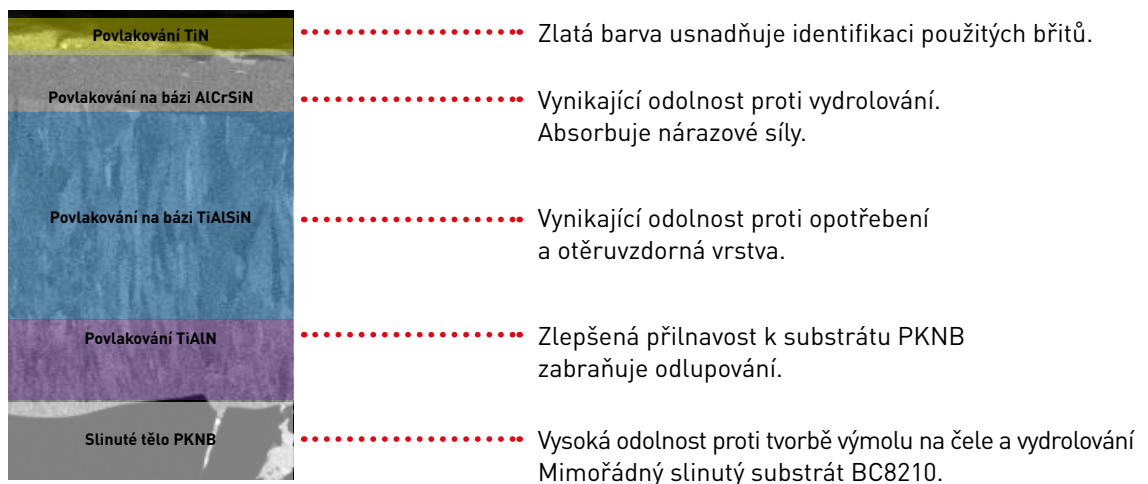 Povlakování TiN
Zlatá barva usnadňuje identifikaci použitých břitů.
Povlakování na bázi AlCrSiN
Vynikající odolnost proti vydrolování.
Absorbuje nárazové síly.
Povlakování na bázi TiAlSiN
Vynikající odolnost proti opotřebení
a otěruvzdorná vrstva.
Povlakování TiAlN
Zlepšená přilnavost k substrátu PKNB
zabraňuje odlupování.
Slinuté tělo PKNB
Vysoká odolnost proti tvorbě výmolu na čele a vydrolování
Mimořádný slinutý substrát BC8210.